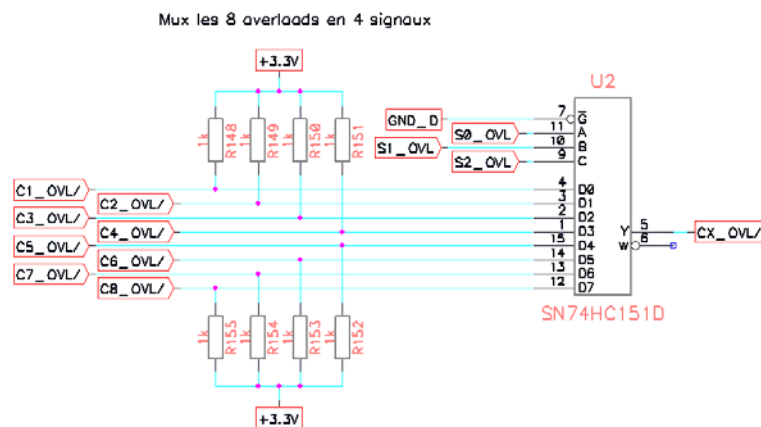 Mux les 8 overlaads en 4 signaux
+3.3V
U2
1k R148
1k R149
1k R150
1k R151
GND_D
S0_OVL
S1_OVL
S2_OVL
7 G
11 A
10 B
9 C
C1_OVL/
C2_OVL/
C3_OVL/
C4_OVL/
C5_OVL/
C6_OVL/
C7_OVL/
C8_OVL/
4 D0
3 D1
2 D2
1 D3
15 D4
14 D5
13 D6
12 D7
Y 5
W 6
CX_OVL/
SN74HC151D
1k R155
1k R154
1k R153
1k R152
+3.3V